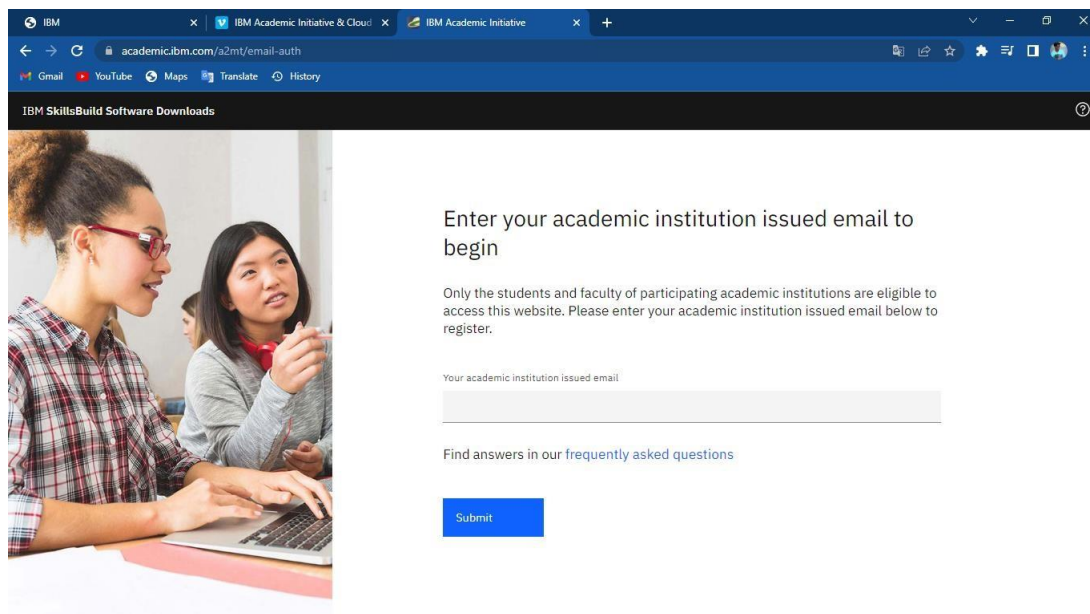 IBM
IBM Academic Initiative & Cloud
IBM Academic Initiative
academic.ibm.com/a2mt/email-auth
Gmail YouTube Maps Translate History
IBM SkillsBuild Software Downloads
Enter your academic institution issued email to
begin
Only the students and faculty of participating academic institutions are eligible to
access this website. Please enter your academic institution issued email below to
register.
Your academic institution issued email
Find answers in our frequently asked questions
Submit